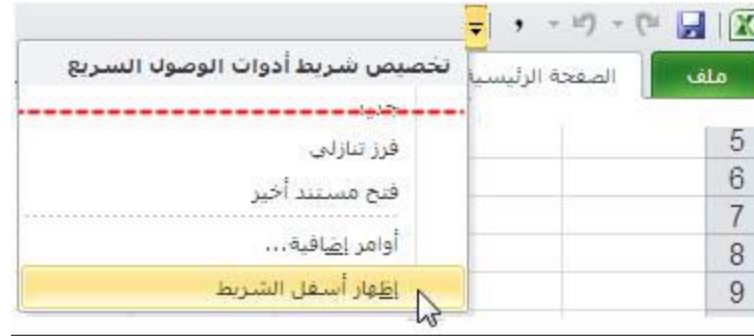 ملف
الصفحة الرئيسية
تخصيص شريط أدوات الوصول السريع
جديد
فرز تنازلي
فتح مستند أخير
أوامر إضافية...
إظهار أسفل الشريط
5
6
7
8
9